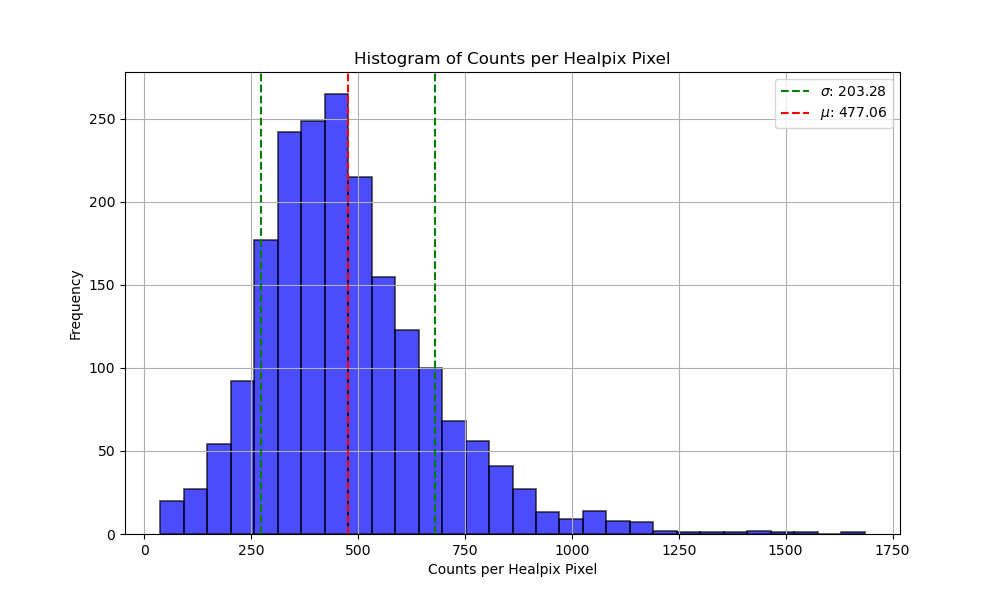 Histogram of Counts per Healpix Pixel
σ: 203.28
μ: 477.06
250
200
150
100
50
0
Frequency
0 250 500 750 1000 1250 1500 1750
Counts per Healpix Pixel